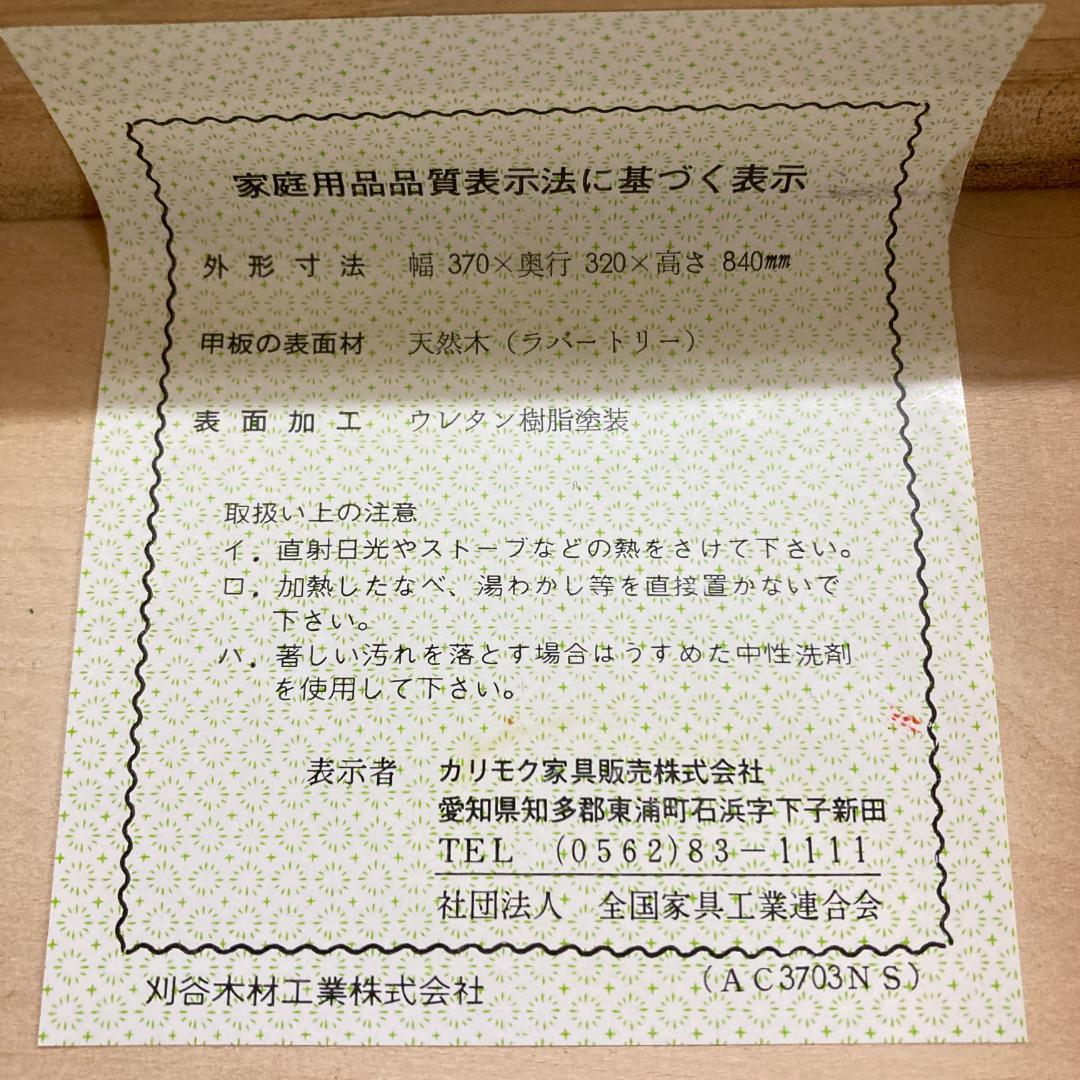 家庭用品品質表示法に基づく表示
外形寸法 幅 370×奥行 320×高さ 840㎜
甲板の表面材 天然木（ラバートリー）
表面加工 ウレタン樹脂塗装
取扱い上の注意
イ．直射日光やストーブなどの熱をさけて下さい。
ロ．加熱したなべ、湯わかし等を直接置かないで
下さい。
ハ．著しい汚れを落とす場合はうすめた中性洗剤
を使用して下さい。
表示者 カリモク家具販売株式会社
愛知県知多郡東浦町石浜字下子新田
TEL (0562)83－1111
社団法人 全国家具工業連合会
刈谷木材工業株式会社 （AC3703NS）